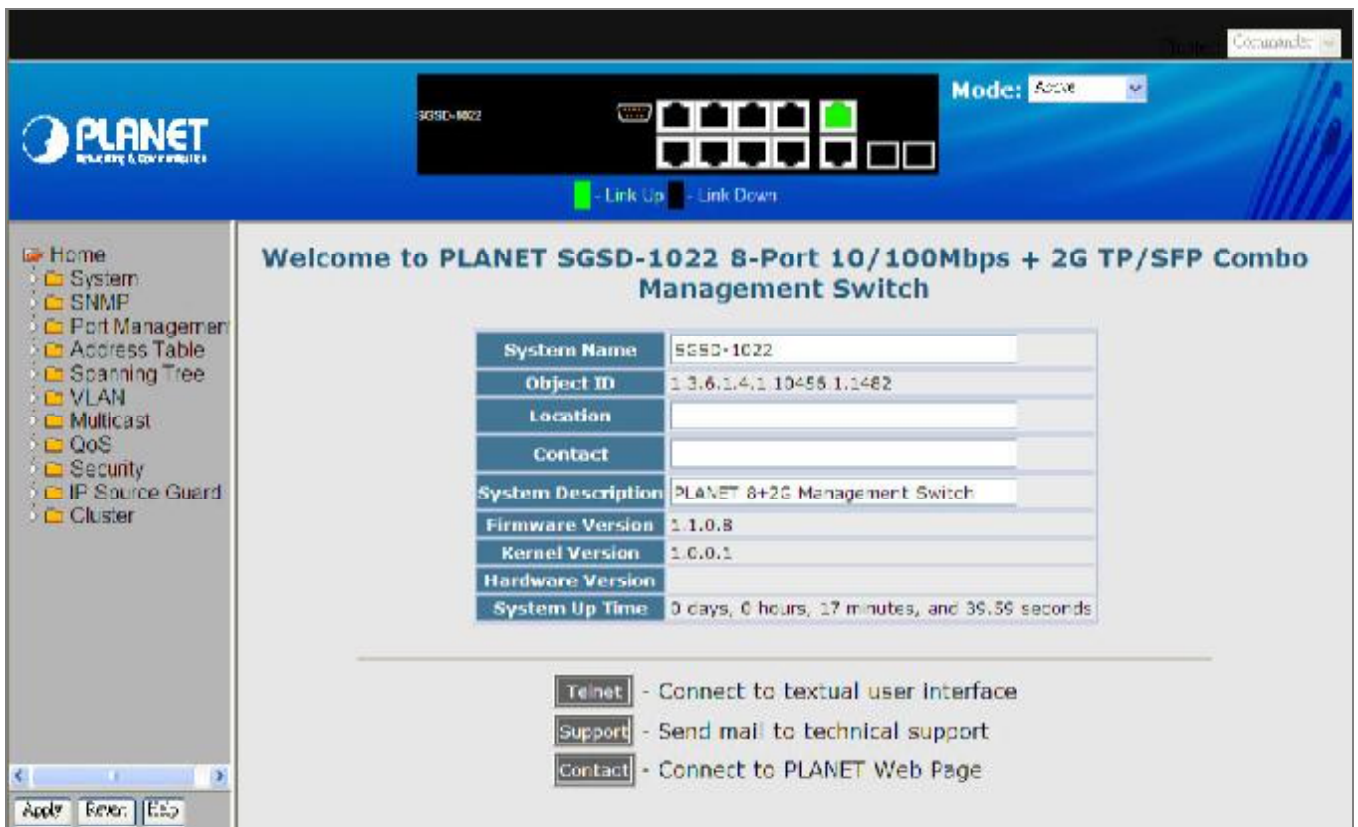 Commander
Mode: Active
PLANET
Networking & Communication
SGSD-1022
- Link Up - Link Down
Home
System
SNMP
Port Managemen
Address Table
Spanning Tree
VLAN
Multicast
QoS
Security
IP Source Guard
Cluster
Welcome to PLANET SGSD-1022 8-Port 10/100Mbps + 2G TP/SFP Combo
Management Switch
System Name SGSD-1022
Object ID 1.3.6.1.4.1.10456.1.1482
Location
Contact
System Description PLANET 8+2G Management Switch
Firmware Version 1.1.0.8
Kernel Version 1.0.0.1
Hardware Version
System Up Time 0 days, 0 hours, 17 minutes, and 39.59 seconds
Telnet - Connect to textual user interface
Support - Send mail to technical support
Contact - Connect to PLANET Web Page
Apply Revert Help